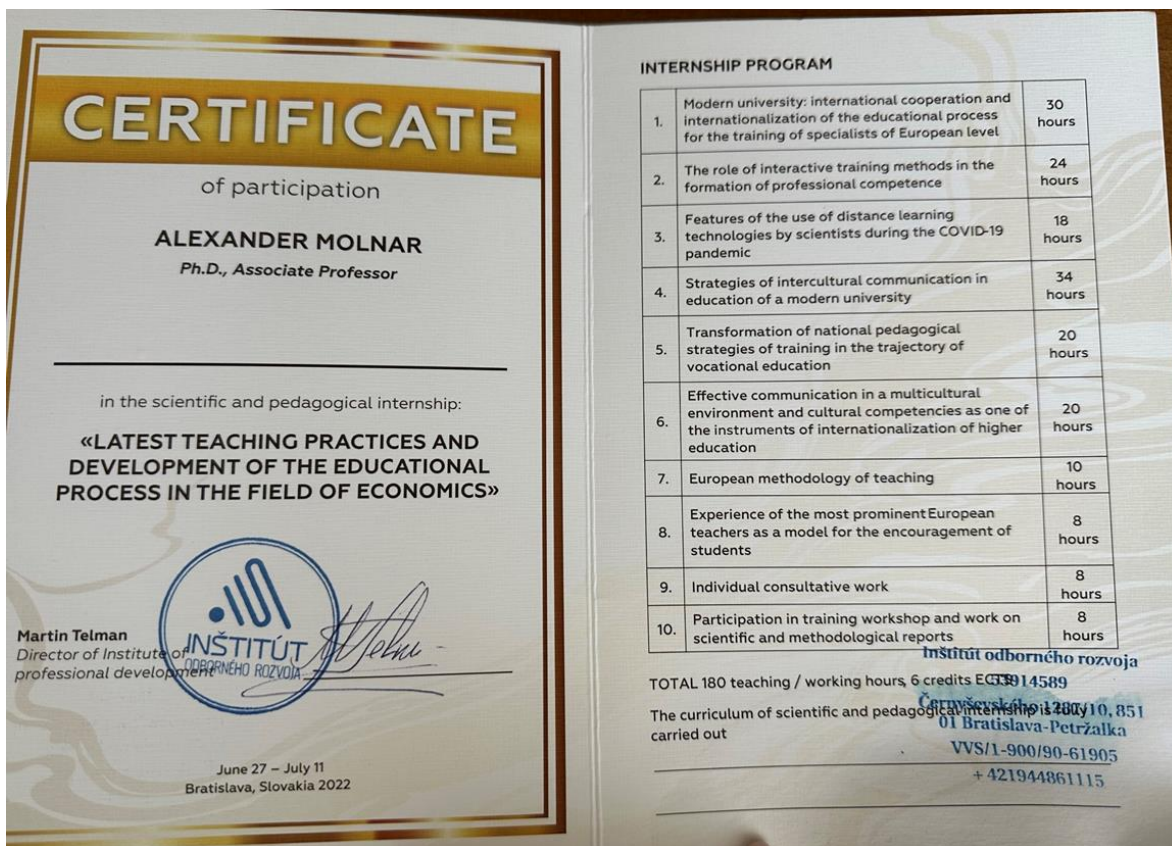 CERTIFICATE
of participation
ALEXANDER MOLNAR
Ph.D., Associate Professor
in the scientific and pedagogical internship:
«LATEST TEACHING PRACTICES AND
DEVELOPMENT OF THE EDUCATIONAL
PROCESS IN THE FIELD OF ECONOMICS»
Martin Telman
Director of Institute of
professional development
INŠTITÚT
ODBORNÉHO ROZVOJA
June 27 – July 11
Bratislava, Slovakia 2022
INTERNSHIP PROGRAM
1. Modern university: international cooperation and
internationalization of the educational process
for the training of specialists of European level
30
hours
2. The role of interactive training methods in the
formation of professional competence
24
hours
3. Features of the use of distance learning
technologies by scientists during the COVID-19
pandemic
18
hours
4. Strategies of intercultural communication in
education of a modern university
34
hours
5. Transformation of national pedagogical
strategies of training in the trajectory of
vocational education
20
hours
6. Effective communication in a multicultural
environment and cultural competencies as one of
the instruments of internationalization of higher
education
20
hours
7. European methodology of teaching
10
hours
8. Experience of the most prominent European
teachers as a model for the encouragement of
students
8
hours
9. Individual consultative work
8
hours
10. Participation in training workshop and work on
scientific and methodological reports
8
hours
TOTAL 180 teaching / working hours, 6 credits
The curriculum of scientific and pedagogical internship is fully
carried out
Inštitút odborného rozvoja
851
01 Bratislava-Petržalka
VVS/1-900/90-61905
+421944861115